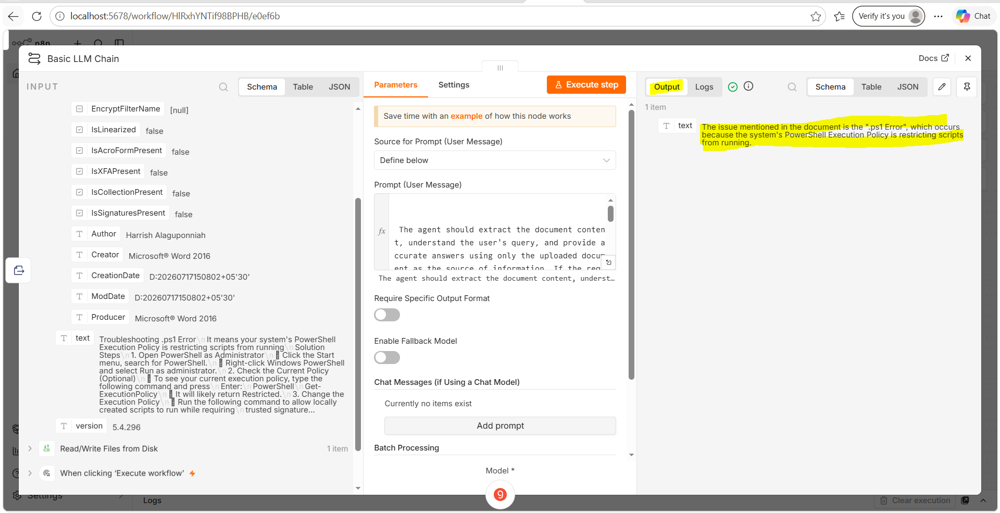 localhost:5678/workflow/HlRxhYNTif98BPHB/e0ef6b
Verify it's you
Chat
n8n
Basic LLM Chain
Docs
INPUT
Schema
Table
JSON
EncryptFilterName [null]
IsLinearized false
IsAcroFormPresent false
IsXFAPresent false
IsCollectionPresent false
IsSignaturesPresent false
T Author Harrish Alaguponniah
T Creator Microsoft® Word 2016
T CreationDate D:20260717150802+05'30'
T ModDate D:20260717150802+05'30'
T Producer Microsoft® Word 2016
T text Troubleshooting .ps1 Error\nIt means your system's PowerShell
Execution Policy is restricting scripts from running\nSolution
Steps\n1. Open PowerShell as Administrator\n Click the Start
menu, search for PowerShell.\n Right-click Windows PowerShell
and select Run as administrator.\n2. Check the Current Policy
(Optional)\n To see your current execution policy, type the
following command and press\nEnter:\nPowerShell\nGet-
ExecutionPolicy\n It will likely return Restricted.\n3. Change the
Execution Policy\n Run the following command to allow locally
created scripts to run while requiring\ntrusted signature...
T version 5.4.296
Read/Write Files from Disk 1 item
When clicking ‘Execute workflow’
Settings
Parameters
Settings
Execute step
Save time with an example of how this node works
Source for Prompt (User Message)
Define below
Prompt (User Message)
fx
The agent should extract the document conten
t, understand the user's query, and provide a
ccurate answers using only the uploaded docum
ent as the source of information. If the req
The agent should extract the document content, underst…
Require Specific Output Format
Enable Fallback Model
Chat Messages (if Using a Chat Model)
Currently no items exist
Add prompt
Batch Processing
Model *
9
Output
Logs
Schema
Table
JSON
1 item
T text The issue mentioned in the document is the ".ps1 Error", which occurs
because the system's PowerShell Execution Policy is restricting scripts
from running.
Logs
Clear execution